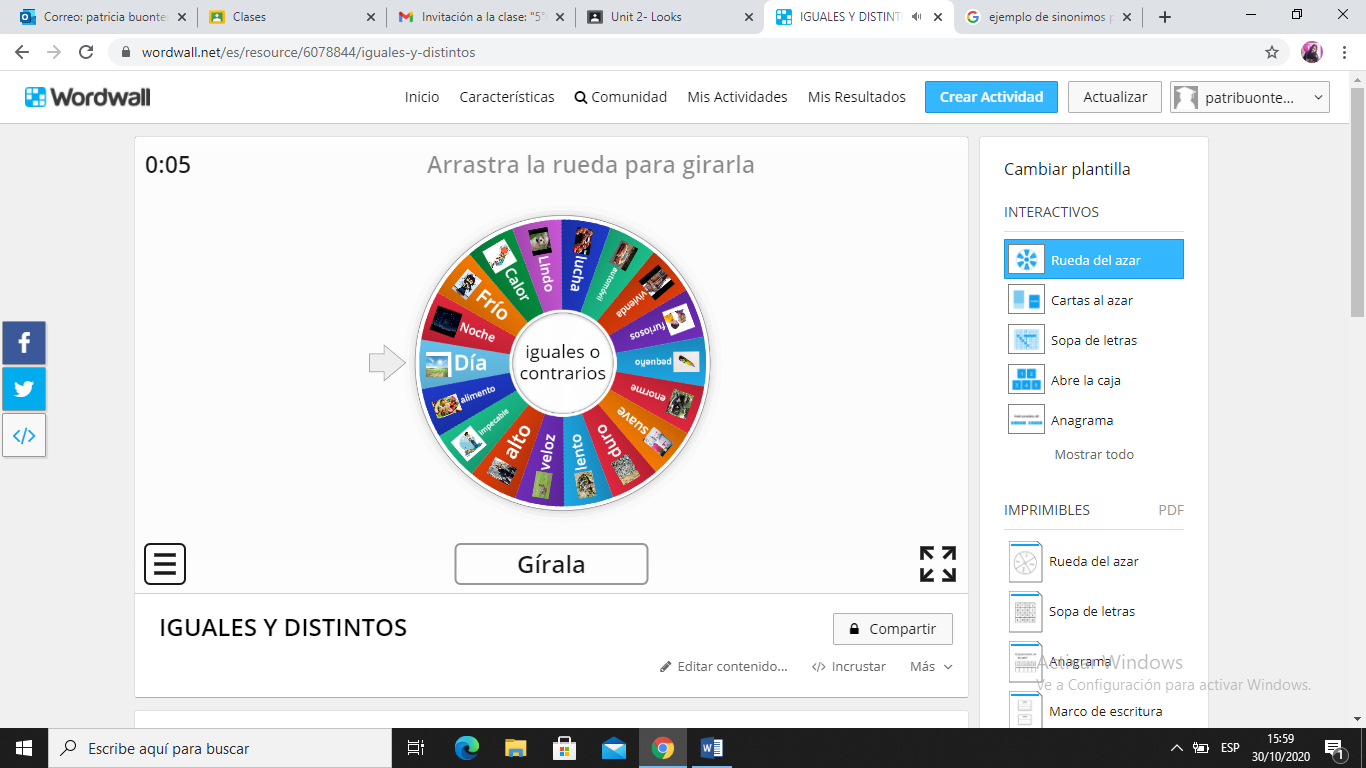 Correo: patricia buonte
Clases
Invitación a la clase: "5°
Unit 2- Looks
IGUALES Y DISTINT
ejemplo de sinonimos p
wordwall.net/es/resource/6078844/iguales-y-distintos
Wordwall
Inicio
Características
Comunidad
Mis Actividades
Mis Resultados
Crear Actividad
Actualizar
patribuonte...
0:05
Arrastra la rueda para girarla
Lindo
lucha
automóvil
vivienda
furiosos
pequeño
enorme
suave
duro
lento
veloz
alto
impecable
alimento
Día
Noche
Frío
Calor
iguales o
contrarios
Gírala
IGUALES Y DISTINTOS
Compartir
Editar contenido...
</> Incrustar
Más
Cambiar plantilla
INTERACTIVOS
Rueda del azar
Cartas al azar
Sopa de letras
Abre la caja
Anagrama
Mostrar todo
IMPRIMIBLES
PDF
Rueda del azar
Sopa de letras
Anagrama
Marco de escritura
Activar Windows
Ve a Configuración para activar Windows.
Escribe aquí para buscar
ESP
15:59
30/10/2020
1